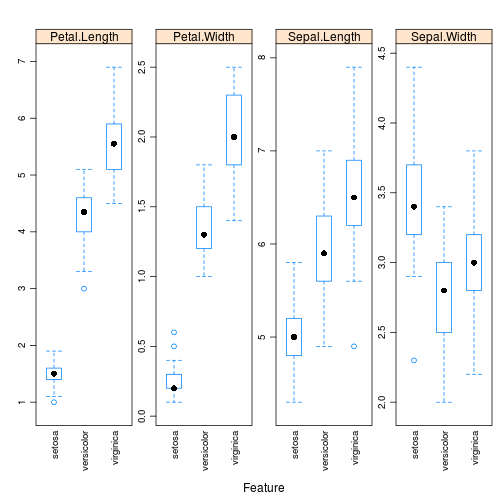 Petal.Length Petal.Width Sepal.Length Sepal.Width
1 2 3 4 5 6 7
0.0 0.5 1.0 1.5 2.0 2.5
5 6 7 8
2.0 2.5 3.0 3.5 4.0 4.5
setosa versicolor virginica setosa versicolor virginica setosa versicolor virginica setosa versicolor virginica
Feature